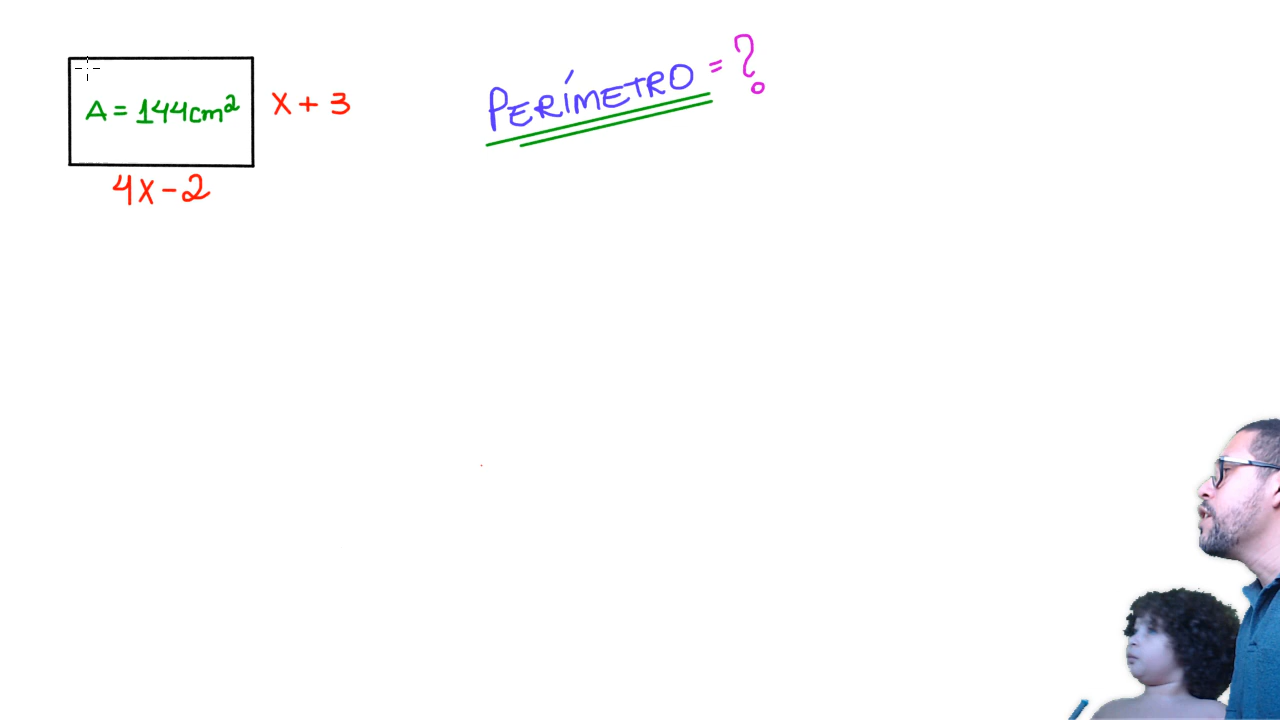 A = 144cm²
x + 3
4x - 2
PERÍMETRO = ?